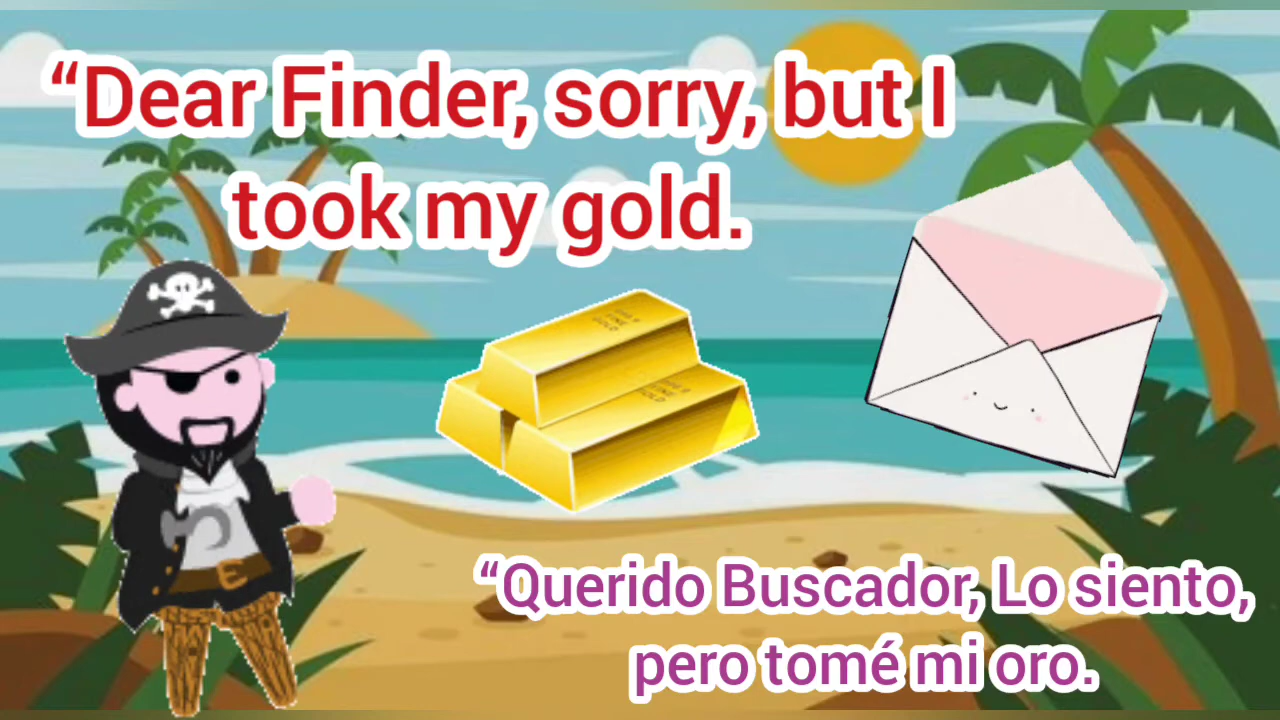 “Dear Finder, sorry, but I
took my gold.
“Querido Buscador, Lo siento,
pero tomé mi oro.